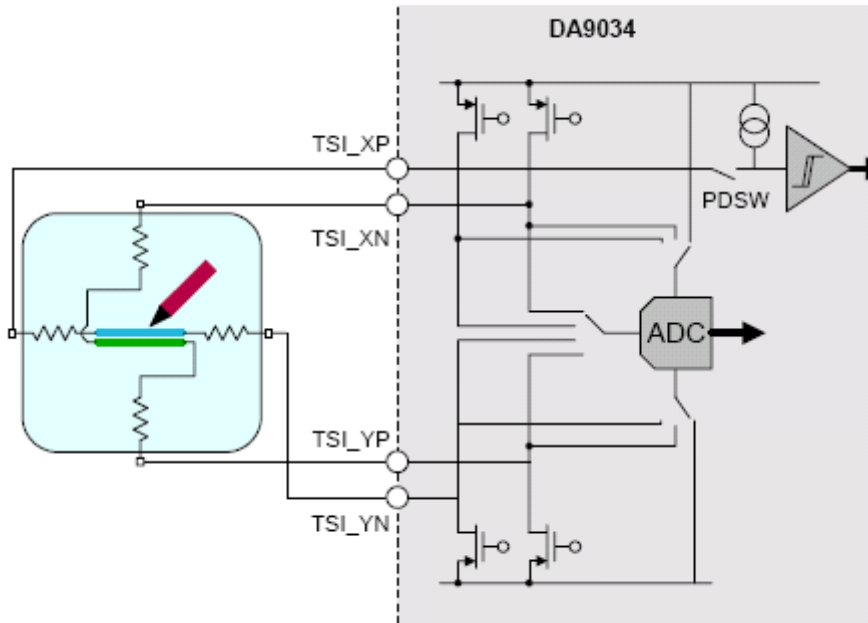 DA9034
TSI_XP
PDSW
TSI_XN
ADC
TSI_YP
TSI_YN